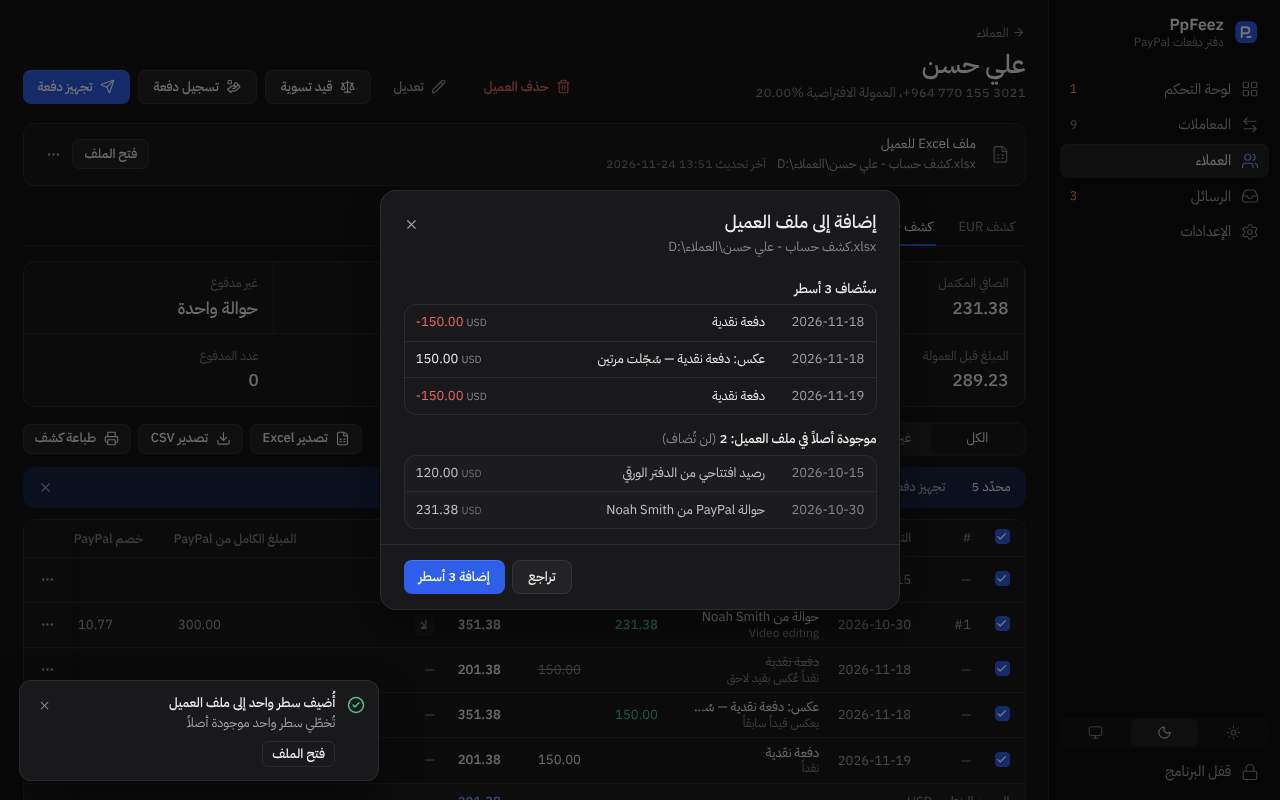 PpFeez
دفتر دفعات PayPal
لوحة التحكم 1
المعاملات 9
العملاء
الرسائل 3
الإعدادات
قفل البرنامج
العملاء
علي حسن
+964 770 155 3021، العمولة الافتراضية 20.00%
حذف العميل
تعديل
قيد تسوية
تسجيل دفعة
تجهيز دفعة
ملف Excel للعميل
D:\العملاء\كشف حساب - علي حسن.xlsx آخر تحديث 2026-11-24 13:51
فتح الملف
كشف EUR
كشف
الصافي المكتمل
231.38
غير مدفوع
حوالة واحدة
المبلغ قبل العمولة
289.23
عدد المدفوع
0
الكل
تصدير Excel
تصدير CSV
طباعة كشف
محدّد 5
#
المبلغ الكامل من PayPal
خصم PayPal
—
#1
2026-10-30
حوالة من Noah Smith
Video editing
231.38
351.38
لا
300.00
10.77
—
2026-11-18
دفعة نقدية
نقداً عُكس بقيد لاحق
150.00
201.38
—
—
2026-11-18
عكس: دفعة نقدية — سُـ...
يعكس قيداً سابقاً
150.00
351.38
—
—
2026-11-19
دفعة نقدية
نقداً
150.00
201.38
—
إضافة إلى ملف العميل
D:\العملاء\كشف حساب - علي حسن.xlsx
ستُضاف 3 أسطر
2026-11-18 دفعة نقدية -150.00 USD
2026-11-18 عكس: دفعة نقدية — سُجّلت مرتين 150.00 USD
2026-11-19 دفعة نقدية -150.00 USD
موجودة أصلاً في ملف العميل: 2 (لن تُضاف)
2026-10-15 رصيد افتتاحي من الدفتر الورقي 120.00 USD
2026-10-30 حوالة PayPal من Noah Smith 231.38 USD
تراجع
إضافة 3 أسطر
أُضيف سطر واحد إلى ملف العميل
تُخطّي سطر واحد موجودة أصلاً
فتح الملف